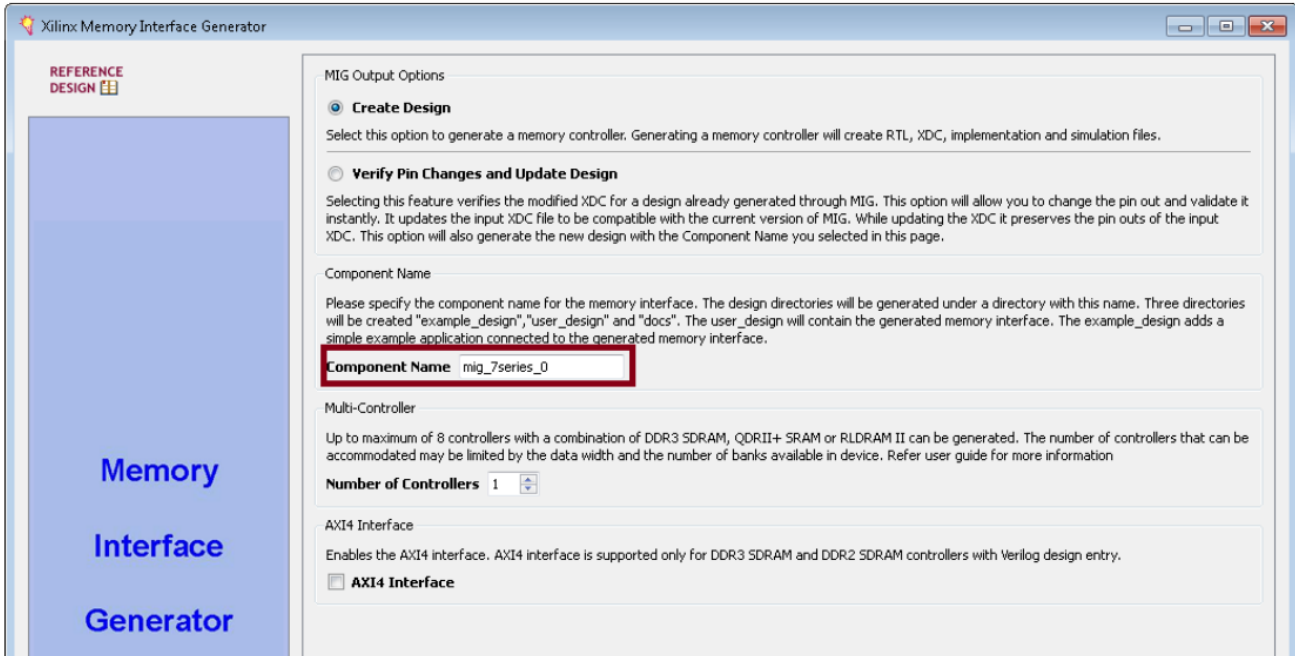 Xilinx Memory Interface Generator
REFERENCE
DESIGN
MIG Output Options
Create Design
Select this option to generate a memory controller. Generating a memory controller will create RTL, XDC, implementation and simulation files.
Verify Pin Changes and Update Design
Selecting this feature verifies the modified XDC for a design already generated through MIG. This option will allow you to change the pin out and validate it
instantly. It updates the input XDC file to be compatible with the current version of MIG. While updating the XDC it preserves the pin outs of the input
XDC. This option will also generate the new design with the Component Name you selected in this page.
Component Name
Please specify the component name for the memory interface. The design directories will be generated under a directory with this name. Three directories
will be created "example_design","user_design" and "docs". The user_design will contain the generated memory interface. The example_design adds a
simple example application connected to the generated memory interface.
Component Name mig_7series_0
Multi-Controller
Up to maximum of 8 controllers with a combination of DDR3 SDRAM, QDRII+ SRAM or RLDRAM II can be generated. The number of controllers that can be
accommodated may be limited by the data width and the number of banks available in device. Refer user guide for more information
Number of Controllers 1
AXI4 Interface
Enables the AXI4 interface. AXI4 interface is supported only for DDR3 SDRAM and DDR2 SDRAM controllers with Verilog design entry.
AXI4 Interface
Memory
Interface
Generator